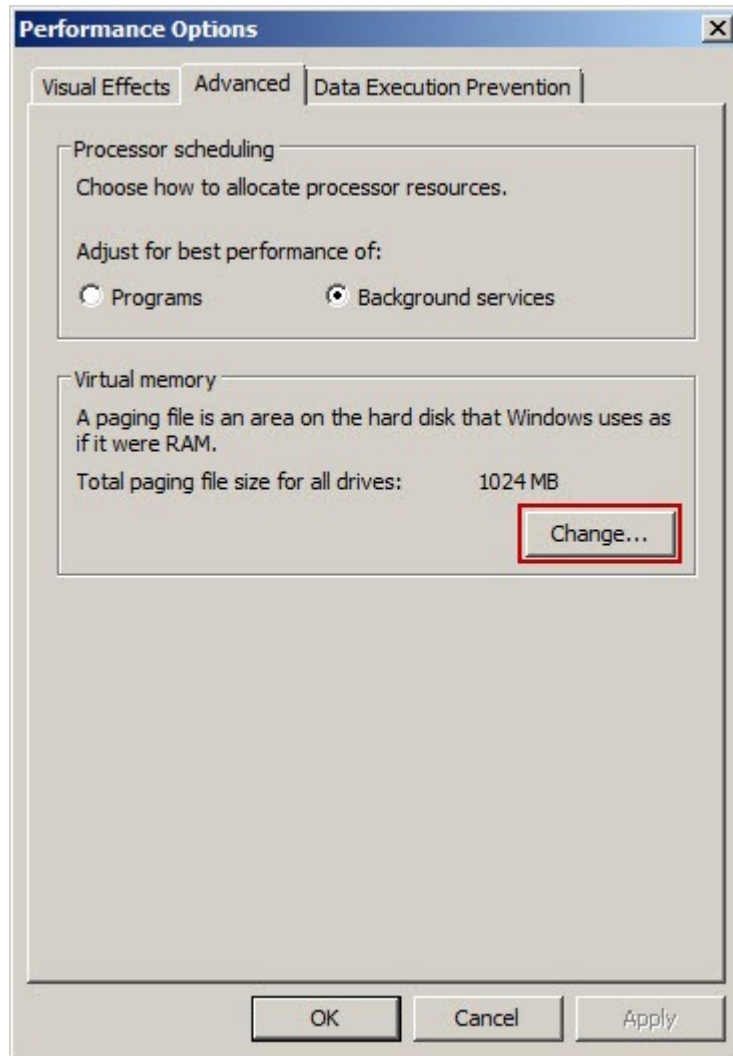 Performance Options
Visual Effects
Advanced
Data Execution Prevention
Processor scheduling
Choose how to allocate processor resources.
Adjust for best performance of:
Programs
Background services
Virtual memory
A paging file is an area on the hard disk that Windows uses as
if it were RAM.
Total paging file size for all drives: 1024 MB
Change...
OK
Cancel
Apply